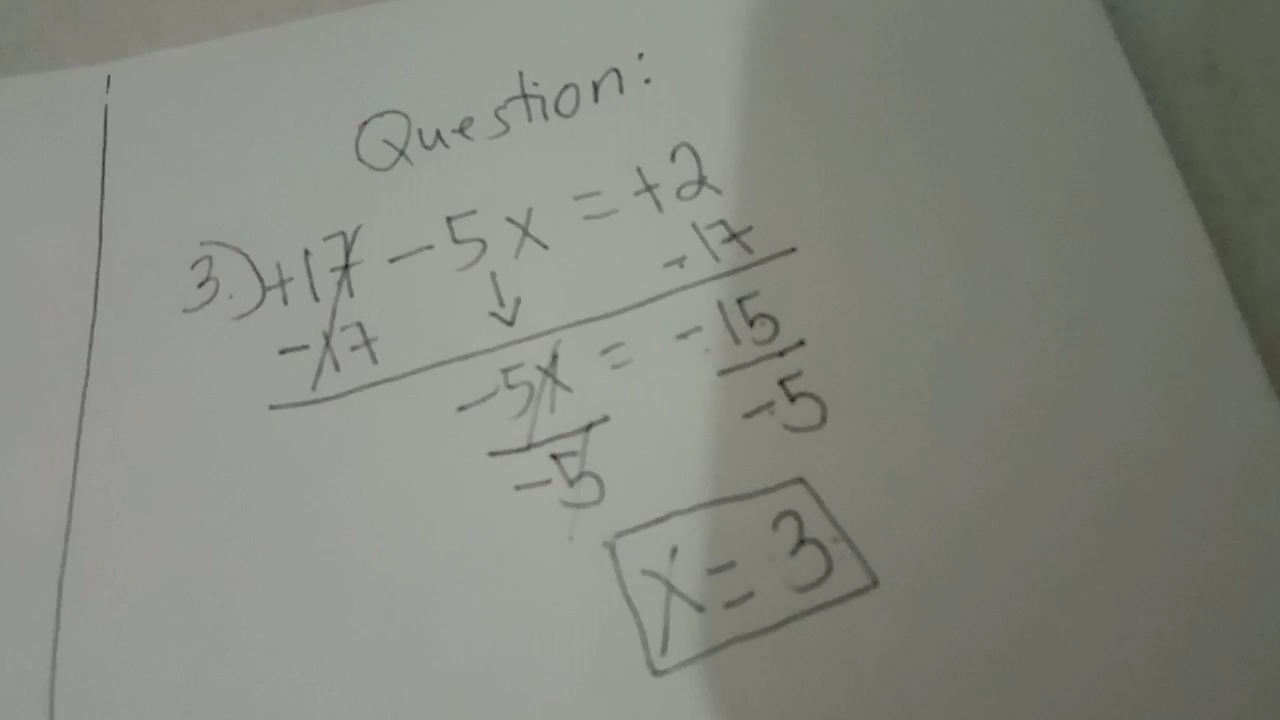 Question:
3.) +17 - 5x = +2
-17 ↓ -17
-5x = -15
-5 -5
x = 3